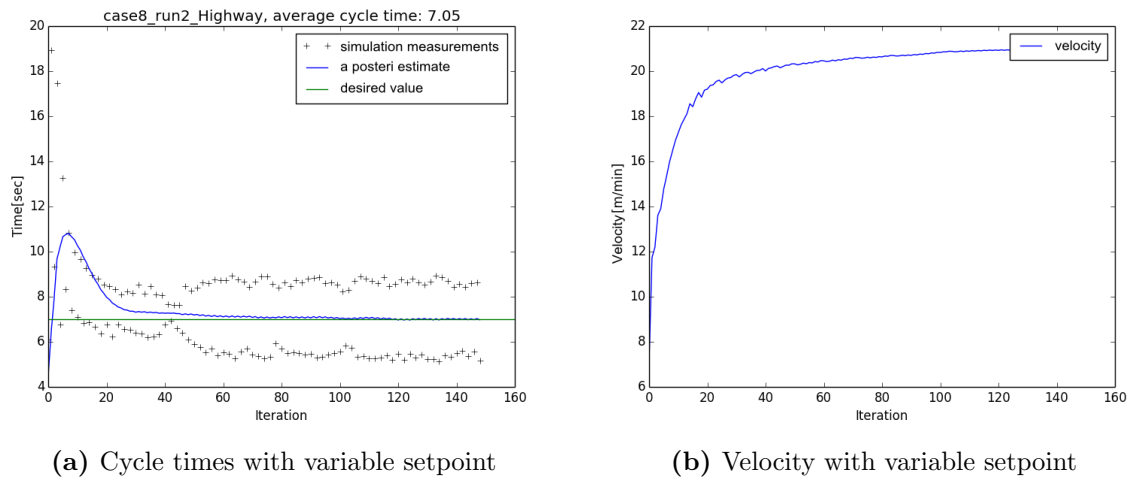 case8_run2_Highway, average cycle time: 7.05
20
18
16
14
12
10
8
6
4
Time[sec]
0 20 40 60 80 100 120 140 160
Iteration
simulation measurements
a posteri estimate
desired value
(a) Cycle times with variable setpoint
22
20
18
16
14
12
10
8
6
Velocity[m/min]
0 20 40 60 80 100 120 140 160
Iteration
velocity
(b) Velocity with variable setpoint